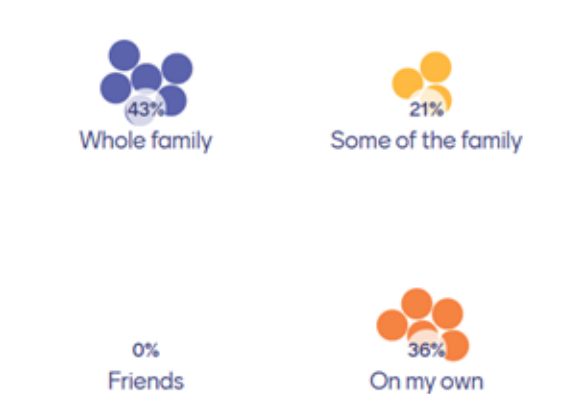 43%
Whole family
21%
Some of the family
0%
Friends
36%
On my own